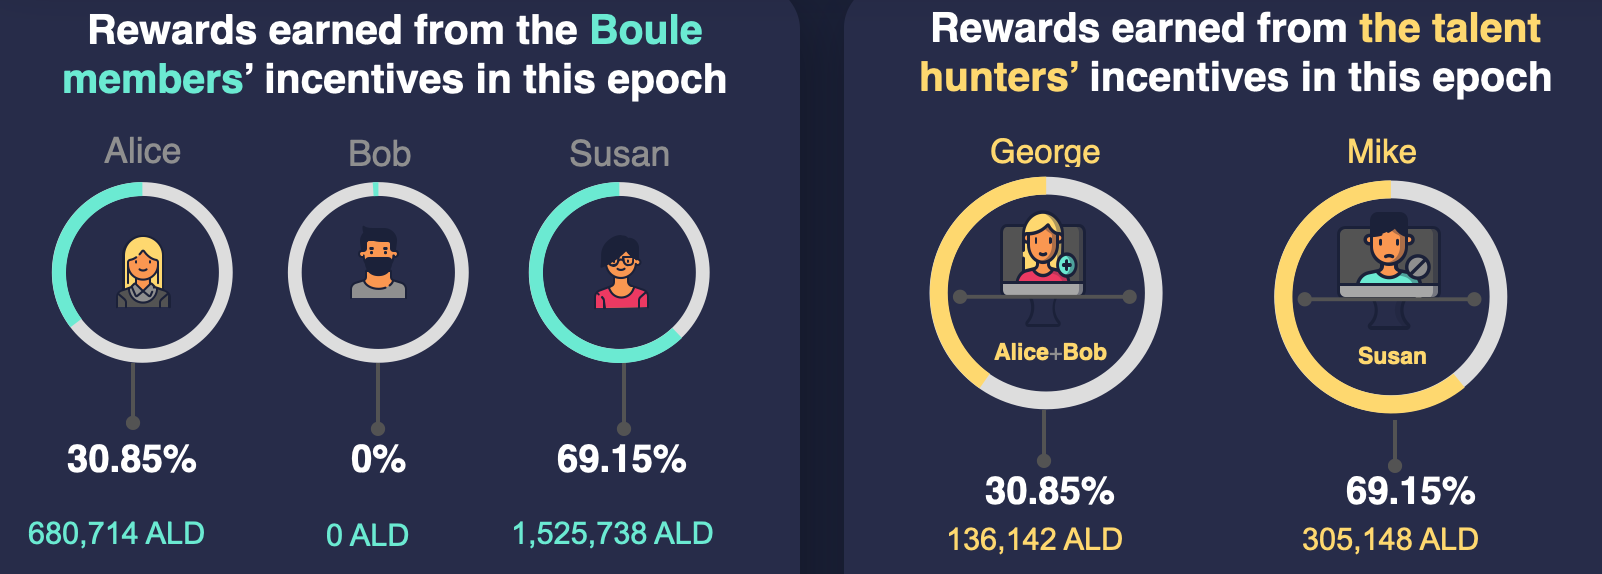 Rewards earned from the Boule
members’ incentives in this epoch
Alice
Bob
Susan
30.85%
0%
69.15%
680,714 ALD
0 ALD
1,525,738 ALD
Rewards earned from the talent
hunters’ incentives in this epoch
George
Mike
Alice+Bob
Susan
30.85%
69.15%
136,142 ALD
305,148 ALD